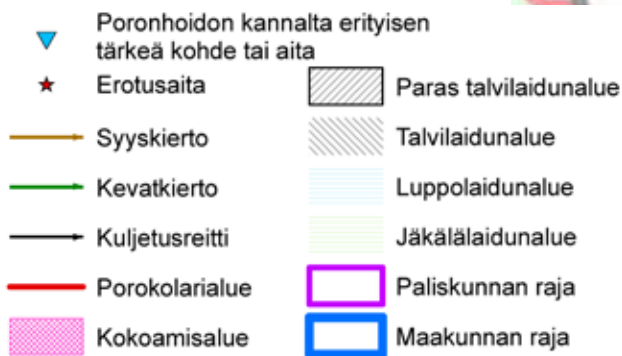 Poronhoidon kannalta erityisen
tärkeä kohde tai aita
Erotusaita
Syyskierto
Kevatkierto
Kuljetusreitti
Porokolarialue
Kokoamisalue
Paras talvilaidunalue
Talvilaidunalue
Luppolaidunalue
Jäkälälaidunalue
Paliskunnan raja
Maakunnan raja